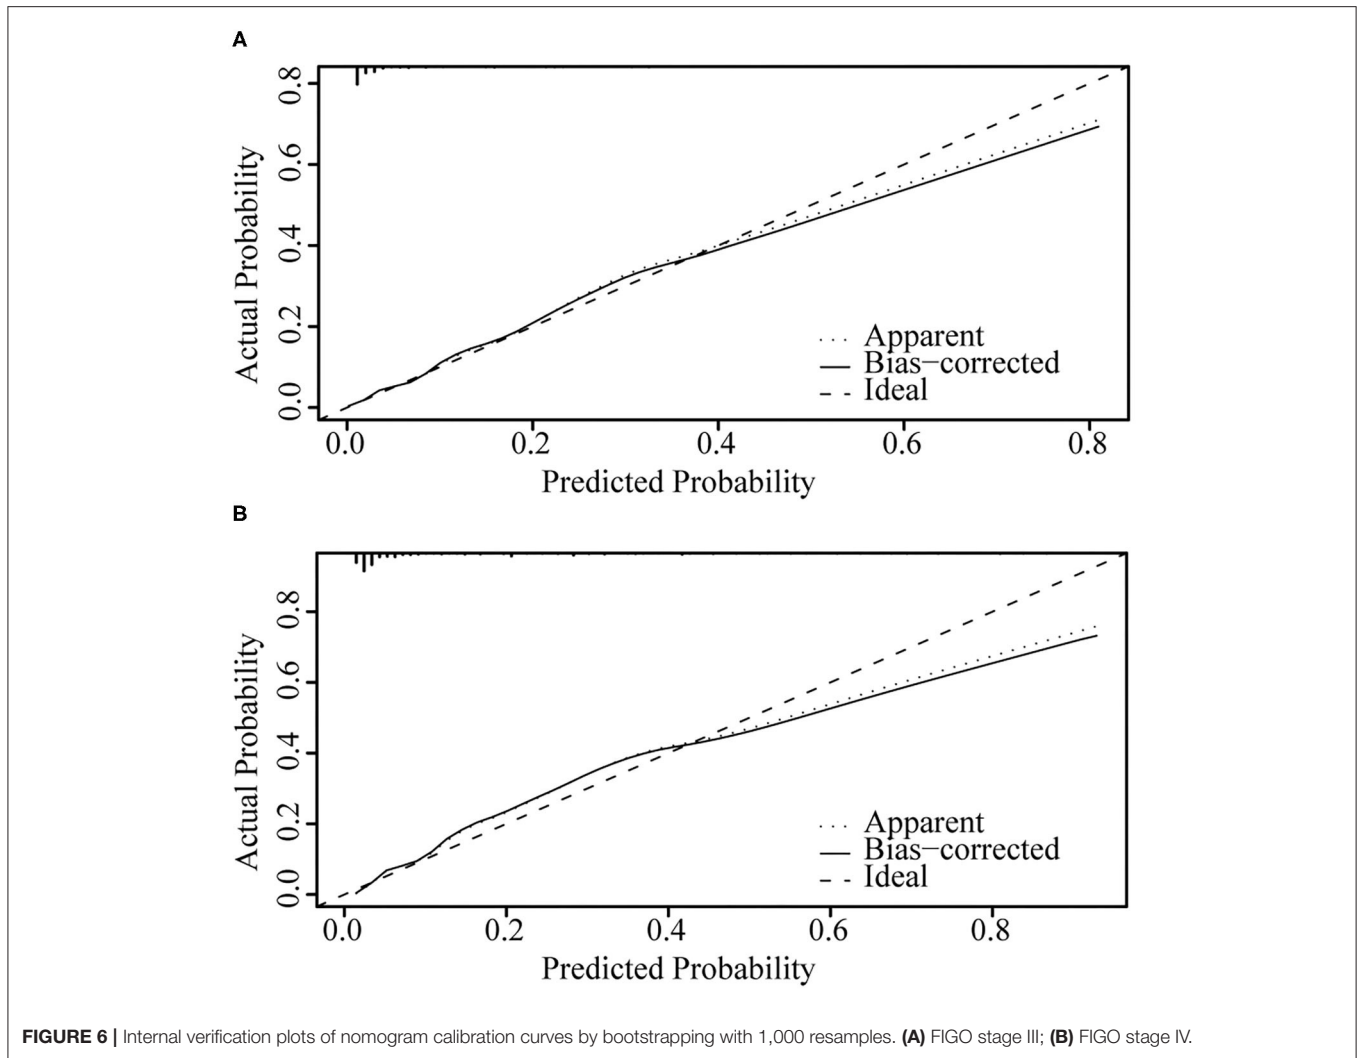 A
0.8
0.6
0.4
0.2
0.0
Actual Probability
Apparent
Bias−corrected
Ideal
0.0 0.2 0.4 0.6 0.8
Predicted Probability
B
0.8
0.6
0.4
0.2
0.0
Actual Probability
Apparent
Bias−corrected
Ideal
0.0 0.2 0.4 0.6 0.8
Predicted Probability
FIGURE 6 | Internal verification plots of nomogram calibration curves by bootstrapping with 1,000 resamples. (A) FIGO stage III; (B) FIGO stage IV.